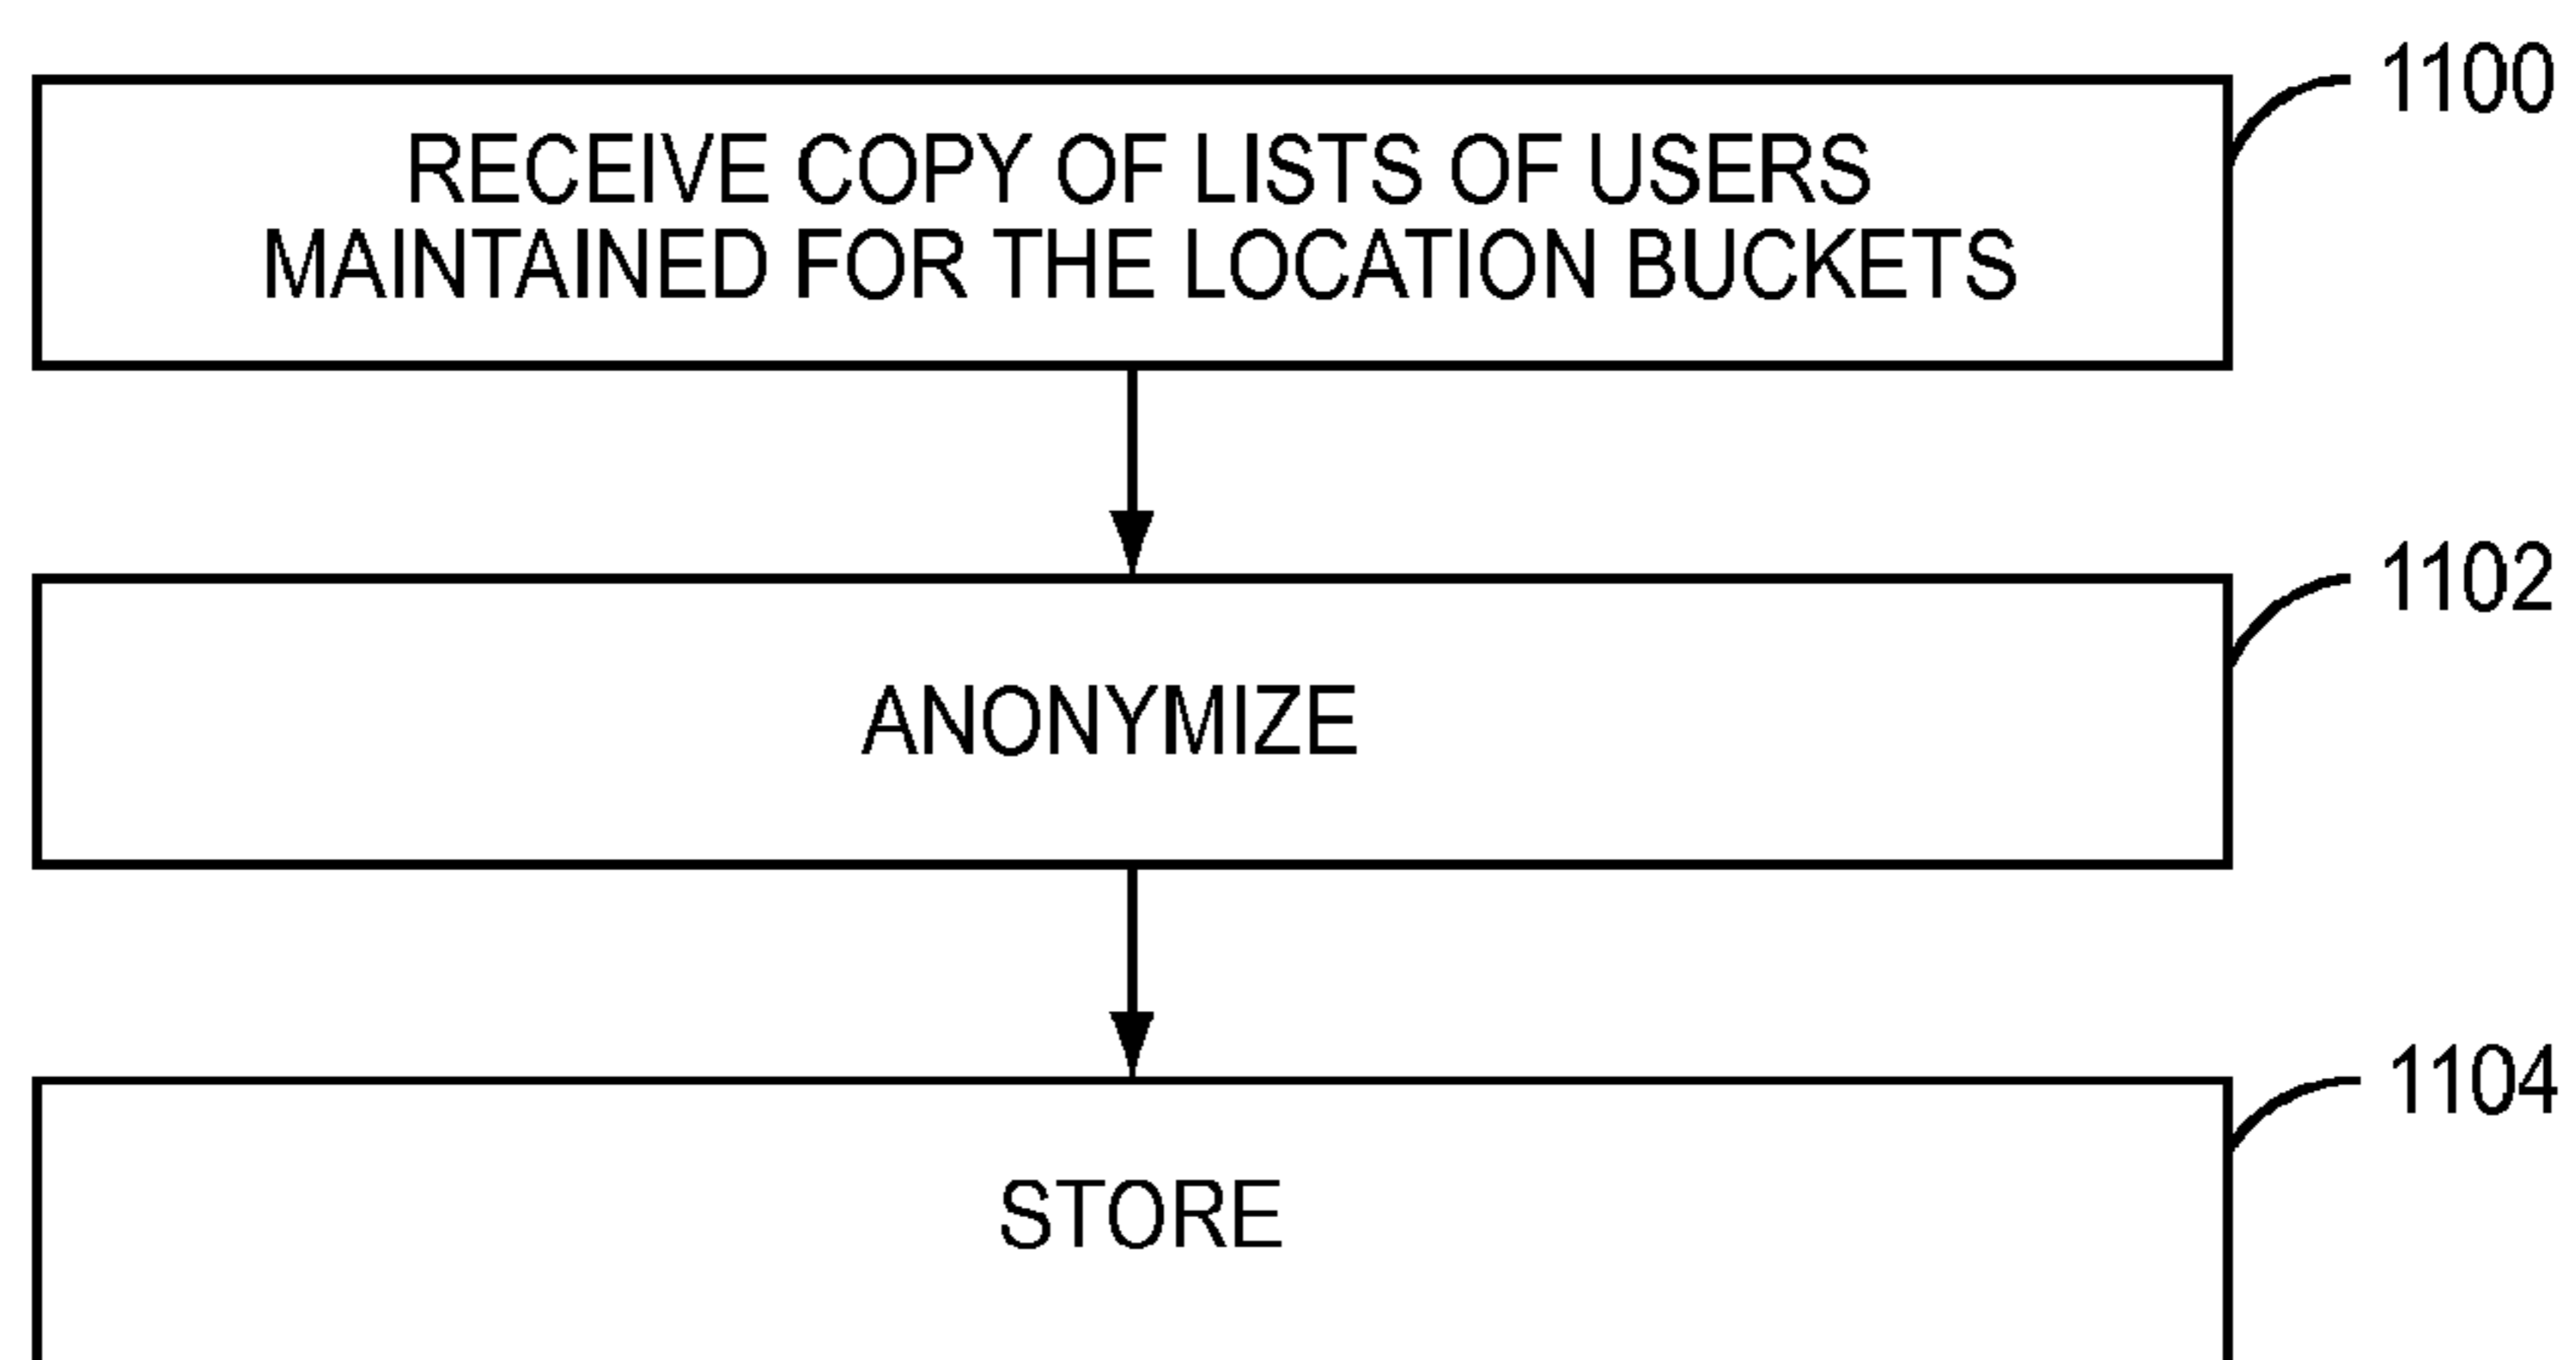 1100
RECEIVE COPY OF LISTS OF USERS
MAINTAINED FOR THE LOCATION BUCKETS
1102
ANONYMIZE
1104
STORE